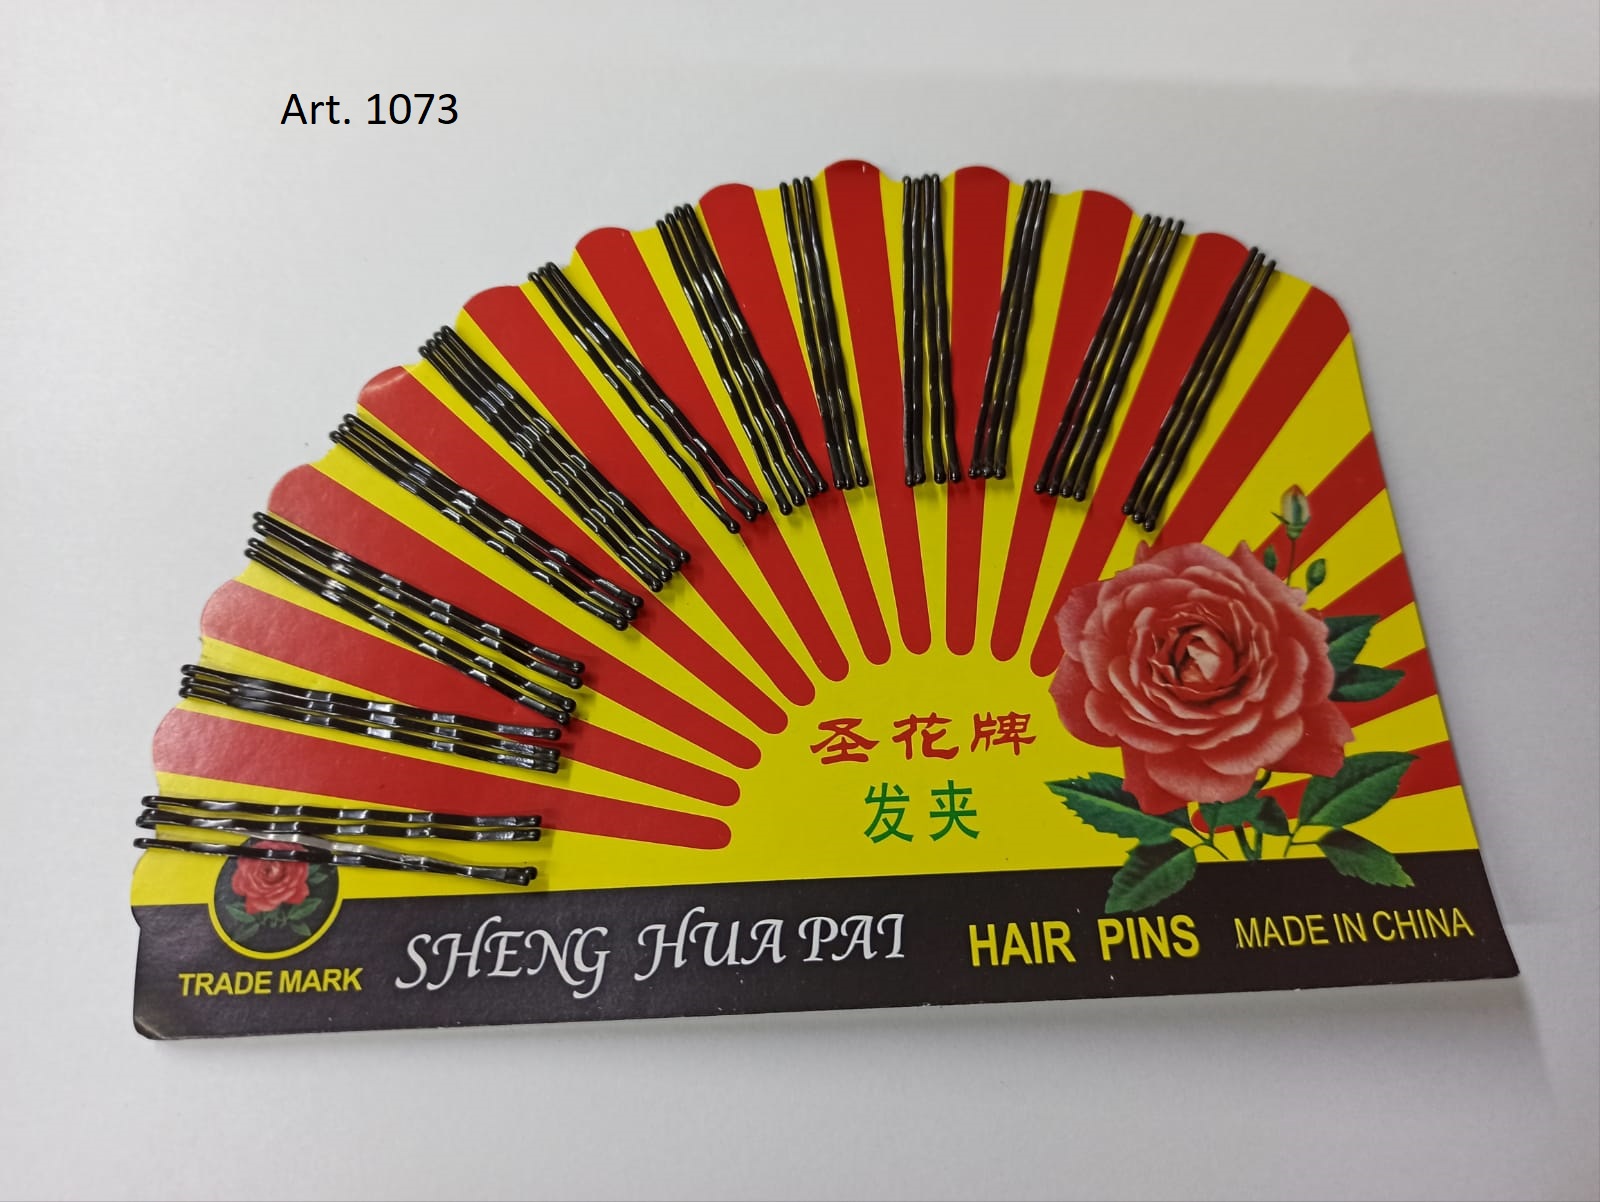 Art. 1073
圣花牌
发夹
TRADE MARK
SHENG HUA PAI
HAIR PINS
MADE IN CHINA